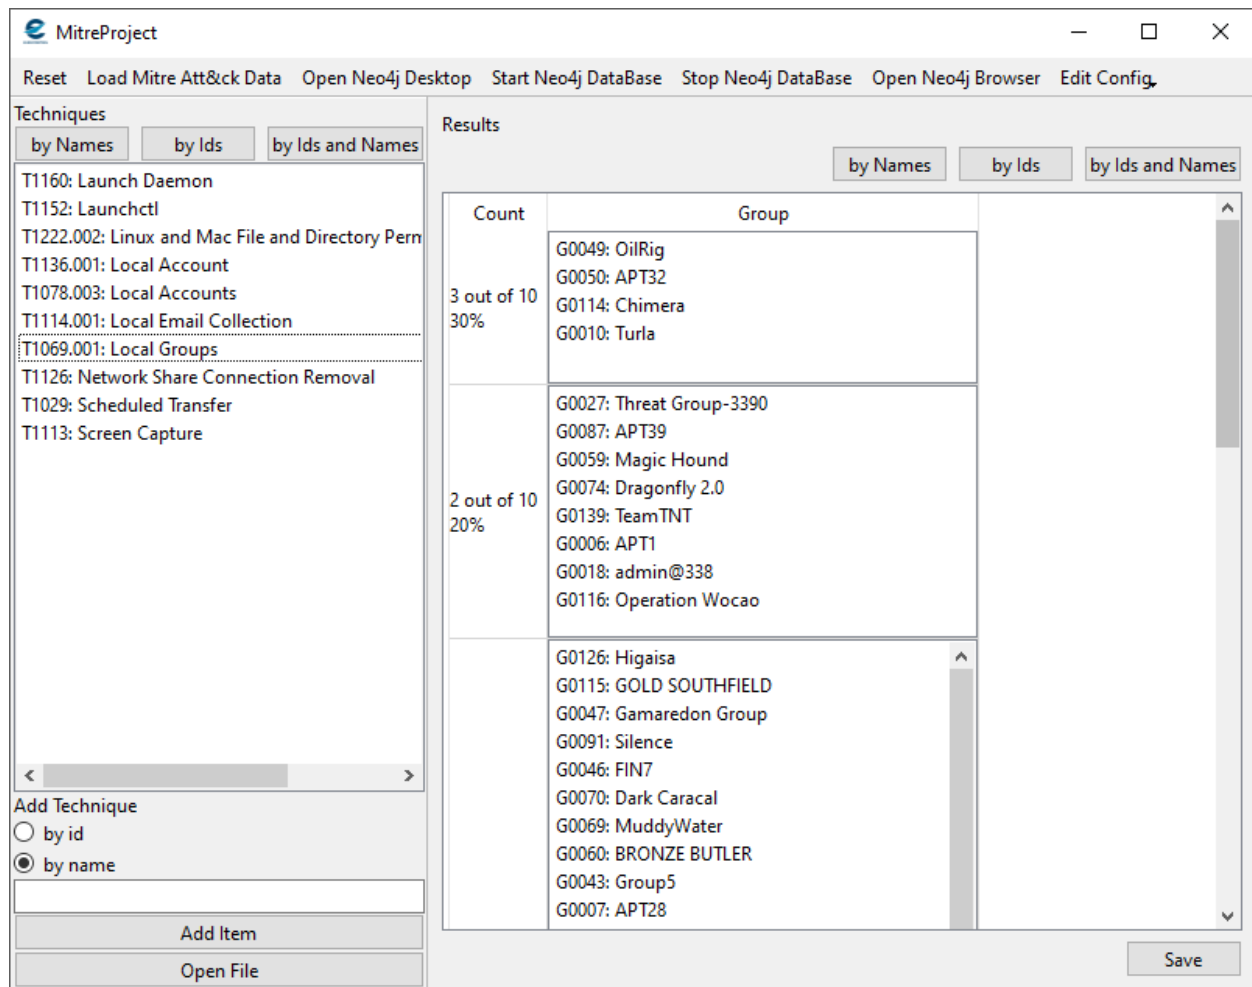 MitreProject
Reset Load Mitre Att&ck Data Open Neo4j Desktop Start Neo4j DataBase Stop Neo4j DataBase Open Neo4j Browser Edit Config
Techniques
by Names by Ids by Ids and Names
T1160: Launch Daemon
T1152: Launchctl
T1222.002: Linux and Mac File and Directory Perm
T1136.001: Local Account
T1078.003: Local Accounts
T1114.001: Local Email Collection
T1069.001: Local Groups
T1126: Network Share Connection Removal
T1029: Scheduled Transfer
T1113: Screen Capture
Add Technique
by id
by name
Add Item
Open File
Results
by Names by Ids by Ids and Names
Count Group
3 out of 10
30%
G0049: OilRig
G0050: APT32
G0114: Chimera
G0010: Turla
2 out of 10
20%
G0027: Threat Group-3390
G0087: APT39
G0059: Magic Hound
G0074: Dragonfly 2.0
G0139: TeamTNT
G0006: APT1
G0018: admin@338
G0116: Operation Wocao
G0126: Higaisa
G0115: GOLD SOUTHFIELD
G0047: Gamaredon Group
G0091: Silence
G0046: FIN7
G0070: Dark Caracal
G0069: MuddyWater
G0060: BRONZE BUTLER
G0043: Group5
G0007: APT28
Save